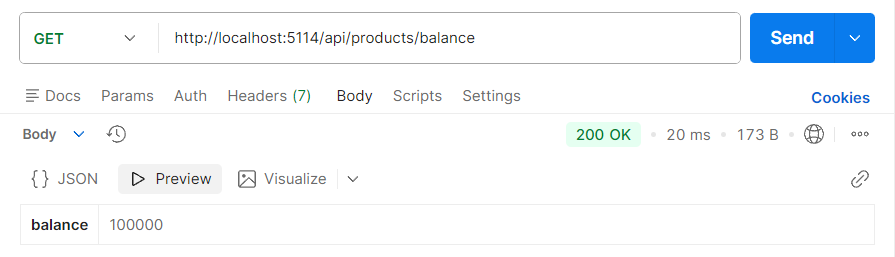 GET http://localhost:5114/api/products/balance Send
Docs Params Auth Headers (7) Body Scripts Settings Cookies
Body 200 OK 20 ms 173 B
{} JSON Preview Visualize
balance 100000